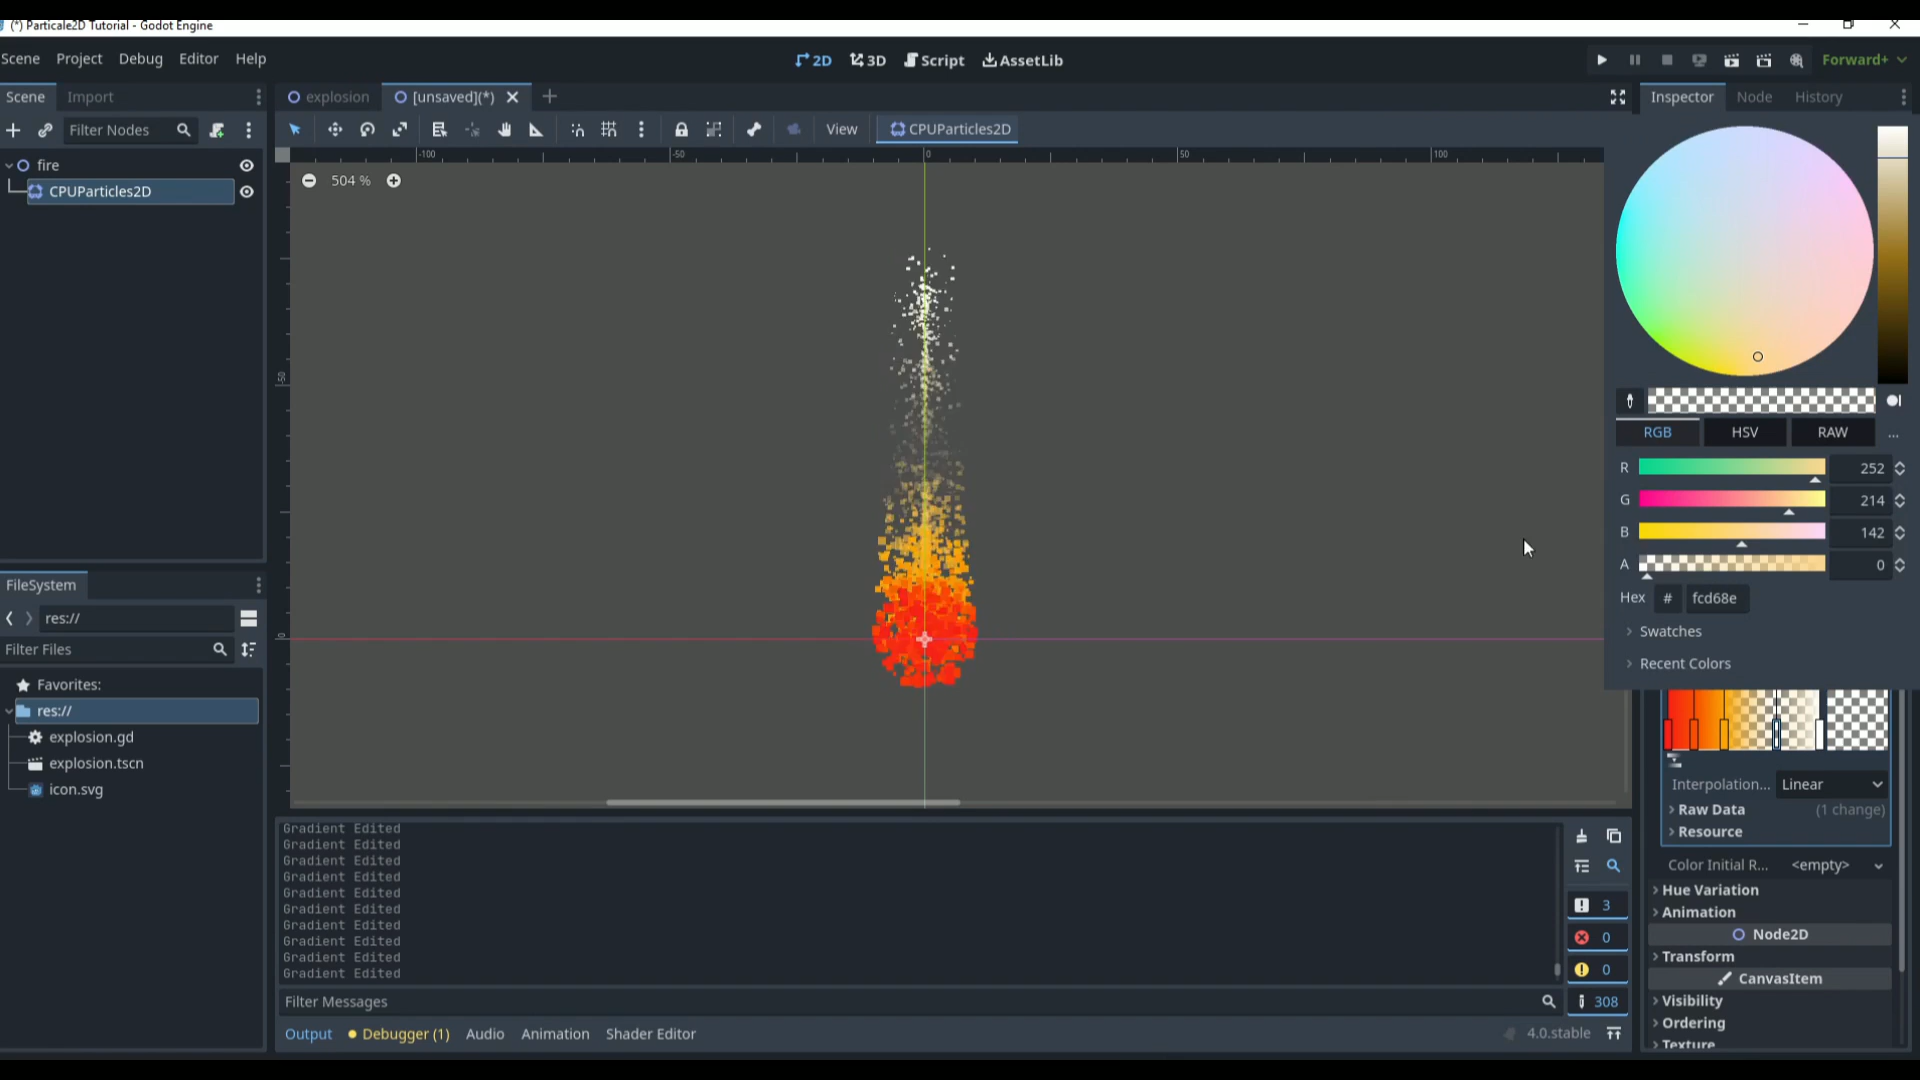 (*) Particale2D Tutorial - Godot Engine
Scene Project Debug Editor Help
2D 3D Script AssetLib
Forward+
Scene Import
explosion [unsaved](*)
Inspector Node History
Filter Nodes
View CPUParticles2D
fire
CPUParticles2D
-100 -50 0 50 100
504 %
-50
0
RGB HSV RAW ...
R 252
G 214
B 142
A 0
Hex # fcd68e
Swatches
Recent Colors
Interpolation... Linear
Raw Data (1 change)
Resource
Color Initial R... <empty>
Hue Variation
Animation
Node2D
Transform
CanvasItem
Visibility
Ordering
Texture
FileSystem
res://
Filter Files
Favorites:
res://
explosion.gd
explosion.tscn
icon.svg
Gradient Edited
Gradient Edited
Gradient Edited
Gradient Edited
Gradient Edited
Gradient Edited
Gradient Edited
Gradient Edited
Gradient Edited
Gradient Edited
3
0
0
308
Filter Messages
Output Debugger (1) Audio Animation Shader Editor
4.0.stable